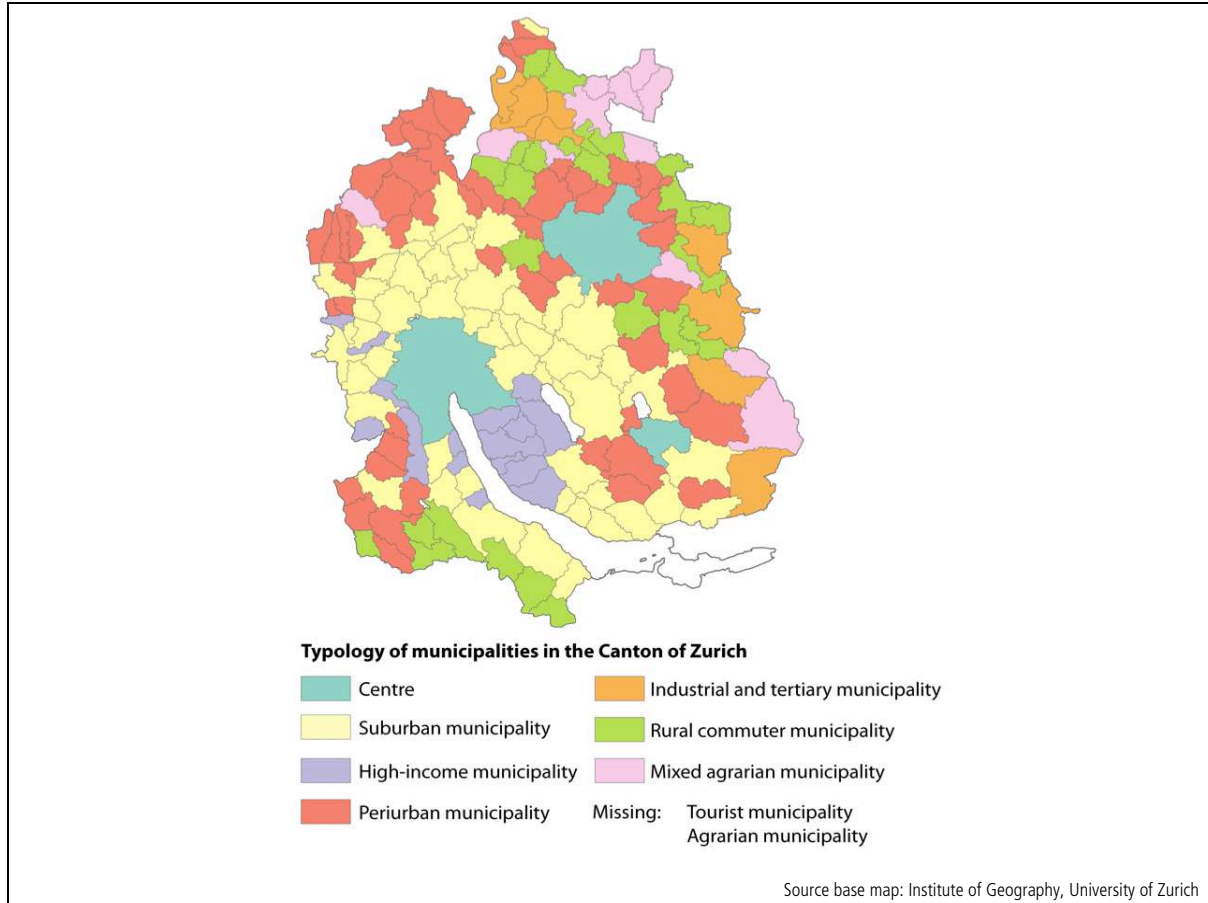 Typology of municipalities in the Canton of Zurich
Centre
Suburban municipality
High-income municipality
Periurban municipality
Industrial and tertiary municipality
Rural commuter municipality
Mixed agrarian municipality
Missing: Tourist municipality
Agrarian municipality
Source base map: Institute of Geography, University of Zurich